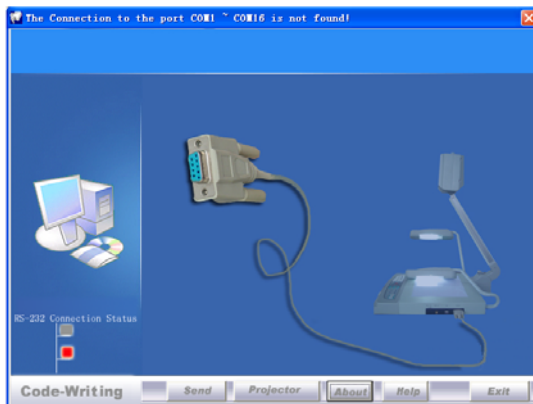 The Connection to the port COM1 ~ COM16 is not found!
RS-232 Connection Status
Code-Writing Send Projector About Help Exit